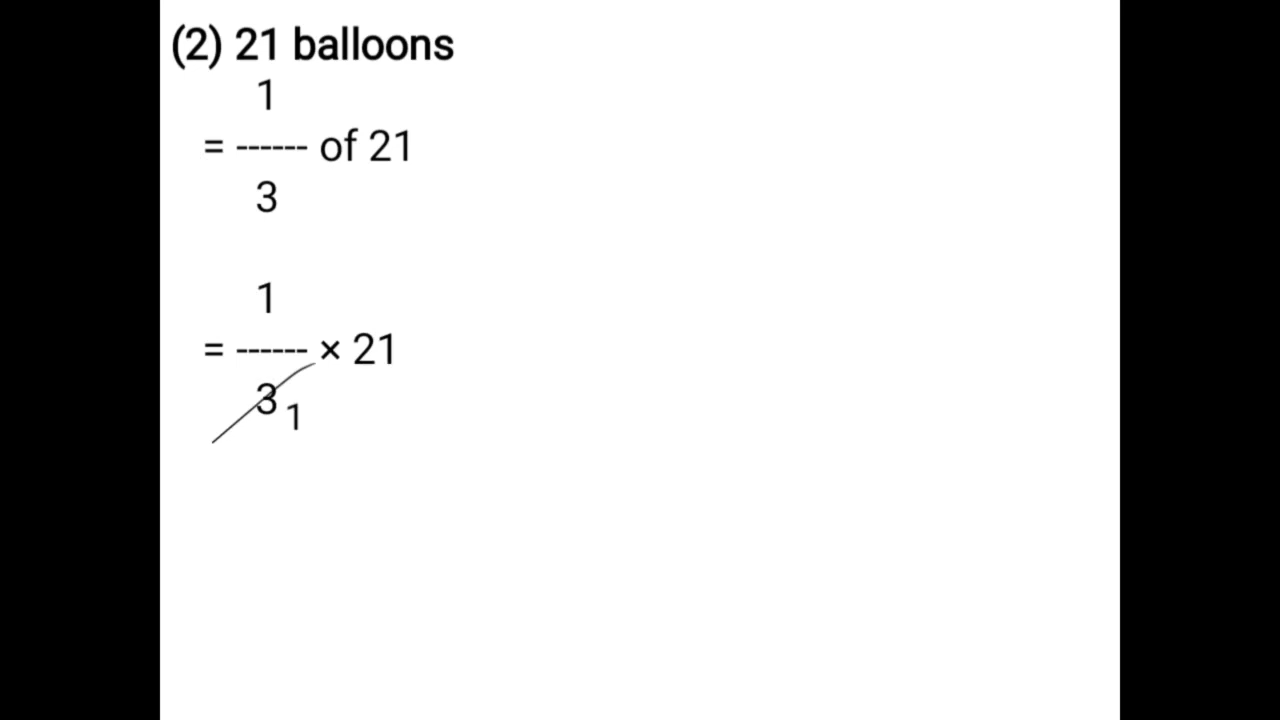 (2) 21 balloons
1
= ------ of 21
3
1
= ------ × 21
3 1